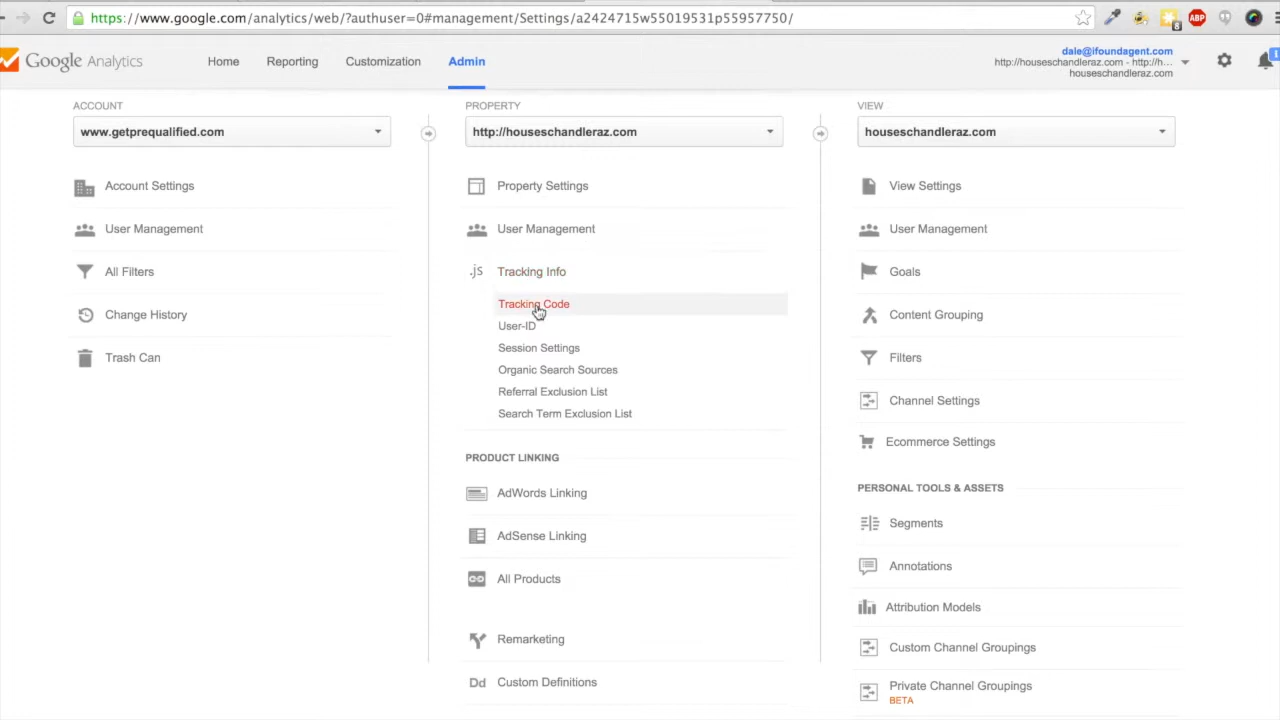 https://www.google.com/analytics/web/?authuser=0#management/Settings/a2424715w55019531p55957750/
8
ABP
Google Analytics
Home
Reporting
Customization
Admin
dale@ifoundagent.com
http://houseschandleraz.com - http://h...
houseschandleraz.com
ACCOUNT
www.getprequalified.com
Account Settings
User Management
All Filters
Change History
Trash Can
PROPERTY
http://houseschandleraz.com
Property Settings
User Management
.js Tracking Info
Tracking Code
User-ID
Session Settings
Organic Search Sources
Referral Exclusion List
Search Term Exclusion List
PRODUCT LINKING
AdWords Linking
AdSense Linking
All Products
Remarketing
Dd Custom Definitions
VIEW
houseschandleraz.com
View Settings
User Management
Goals
Content Grouping
Filters
Channel Settings
Ecommerce Settings
PERSONAL TOOLS & ASSETS
Segments
Annotations
Attribution Models
Custom Channel Groupings
Private Channel Groupings
BETA